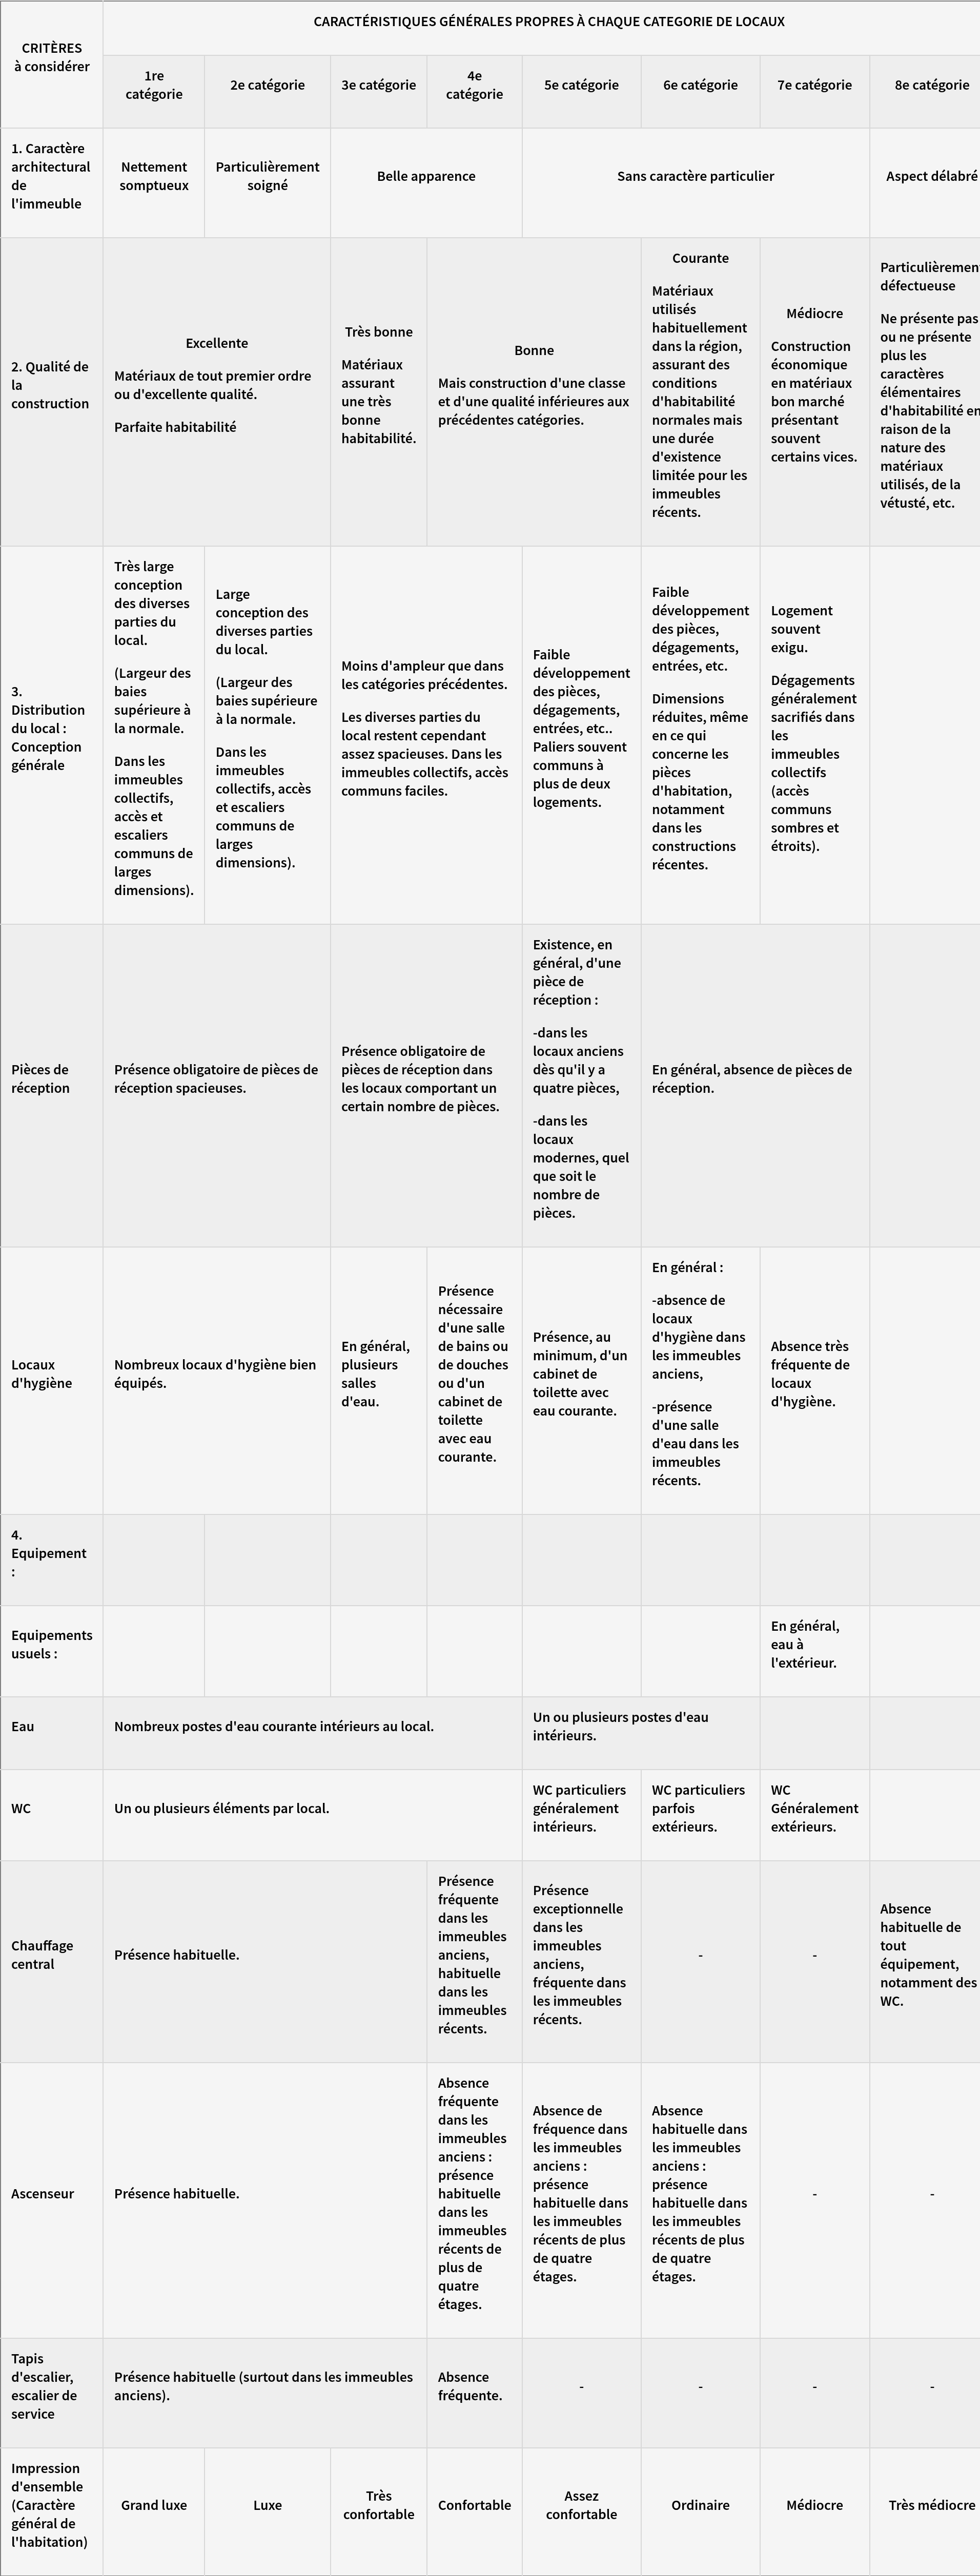 CARACTÉRISTIQUES GÉNÉRALES PROPRES À CHAQUE CATEGORIE DE LOCAUX
CRITÈRES
à considérer
1re
catégorie
2e catégorie
3e catégorie
4e
catégorie
5e catégorie
6e catégorie
7e catégorie
8e catégorie
1. Caractère
architectural
de
l'immeuble
Nettement
somptueux
Particulièrement
soigné
Belle apparence
Sans caractère particulier
Aspect délabré
2. Qualité de
la
construction
Excellente
Matériaux de tout premier ordre
ou d'excellente qualité.
Parfaite habitabilité
Très bonne
Matériaux
assurant
une très
bonne
habitabilité.
Bonne
Mais construction d'une classe
et d'une qualité inférieures aux
précédentes catégories.
Courante
Matériaux
utilisés
habituellement
dans la région,
assurant des
conditions
d'habitabilité
normales mais
une durée
d'existence
limitée pour les
immeubles
récents.
Médiocre
Construction
économique
en matériaux
bon marché
présentant
souvent
certains vices.
Particulièrement
défectueuse
Ne présente pas
ou ne présente
plus les
caractères
élémentaires
d'habitabilité en
raison de la
nature des
matériaux
utilisés, de la
vétusté, etc.
3.
Distribution
du local :
Conception
générale
Très large
conception
des diverses
parties du
local.
(Largeur des
baies
supérieure à
la normale.
Dans les
immeubles
collectifs,
accès et
escaliers
communs de
larges
dimensions).
Large
conception des
diverses parties
du local.
(Largeur des
baies supérieure
à la normale.
Dans les
immeubles
collectifs, accès
et escaliers
communs de
larges
dimensions).
Moins d'ampleur que dans
les catégories précédentes.
Les diverses parties du
local restent cependant
assez spacieuses. Dans les
immeubles collectifs, accès
communs faciles.
Faible
développement
des pièces,
dégagements,
entrées, etc..
Paliers souvent
communs à
plus de deux
logements.
Faible
développement
des pièces,
dégagements,
entrées, etc.
Dimensions
réduites, même
en ce qui
concerne les
pièces
d'habitation,
notamment
dans les
constructions
récentes.
Logement
souvent
exigu.
Dégagements
généralement
sacrifiés dans
les
immeubles
collectifs
(accès
communs
sombres et
étroits).
Pièces de
réception
Présence obligatoire de pièces de
réception spacieuses.
Présence obligatoire de
pièces de réception dans
les locaux comportant un
certain nombre de pièces.
Existence, en
général, d'une
pièce de
réception :
-dans les
locaux anciens
dès qu'il y a
quatre pièces,
-dans les
locaux
modernes, quel
que soit le
nombre de
pièces.
En général, absence de pièces de
réception.
Locaux
d'hygiène
Nombreux locaux d'hygiène bien
équipés.
En général,
plusieurs
salles
d'eau.
Présence
nécessaire
d'une salle
de bains ou
de douches
ou d'un
cabinet de
toilette
avec eau
courante.
Présence, au
minimum, d'un
cabinet de
toilette avec
eau courante.
En général :
-absence de
locaux
d'hygiène dans
les immeubles
anciens,
-présence
d'une salle
d'eau dans les
immeubles
récents.
Absence très
fréquente de
locaux
d'hygiène.
4.
Equipement
:
Equipements
usuels :
En général,
eau à
l'extérieur.
Eau
Nombreux postes d'eau courante intérieurs au local.
Un ou plusieurs postes d'eau
intérieurs.
WC
Un ou plusieurs éléments par local.
WC particuliers
généralement
intérieurs.
WC particuliers
parfois
extérieurs.
WC
Généralement
extérieurs.
Chauffage
central
Présence habituelle.
Présence
fréquente
dans les
immeubles
anciens,
habituelle
dans les
immeubles
récents.
Présence
exceptionnelle
dans les
immeubles
anciens,
fréquente dans
les immeubles
récents.
-
-
Absence
habituelle de
tout
équipement,
notamment des
WC.
Ascenseur
Présence habituelle.
Absence
fréquente
dans les
immeubles
anciens :
présence
habituelle
dans les
immeubles
récents de
plus de
quatre
étages.
Absence de
fréquence dans
les immeubles
anciens :
présence
habituelle dans
les immeubles
récents de plus
de quatre
étages.
Absence
habituelle dans
les immeubles
anciens :
présence
habituelle dans
les immeubles
récents de plus
de quatre
étages.
-
-
Tapis
d'escalier,
escalier de
service
Présence habituelle (surtout dans les immeubles
anciens).
Absence
fréquente.
-
-
-
-
Impression
d'ensemble
(Caractère
général de
l'habitation)
Grand luxe
Luxe
Très
confortable
Confortable
Assez
confortable
Ordinaire
Médiocre
Très médiocre